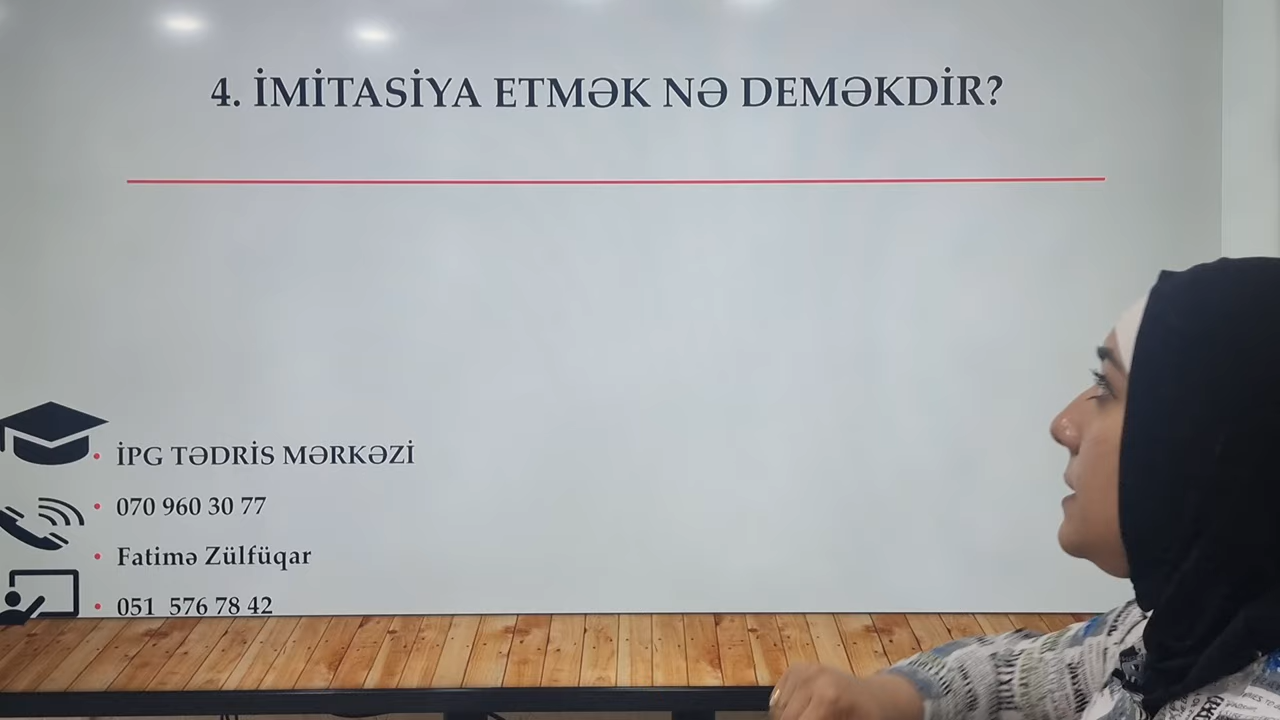 4. İMİTASİYA ETMƏK NƏ DEMƏKDİR?
İPG TƏDRİS MƏRKƏZİ
070 960 30 77
Fatimə Zülfüqar
051 576 78 42